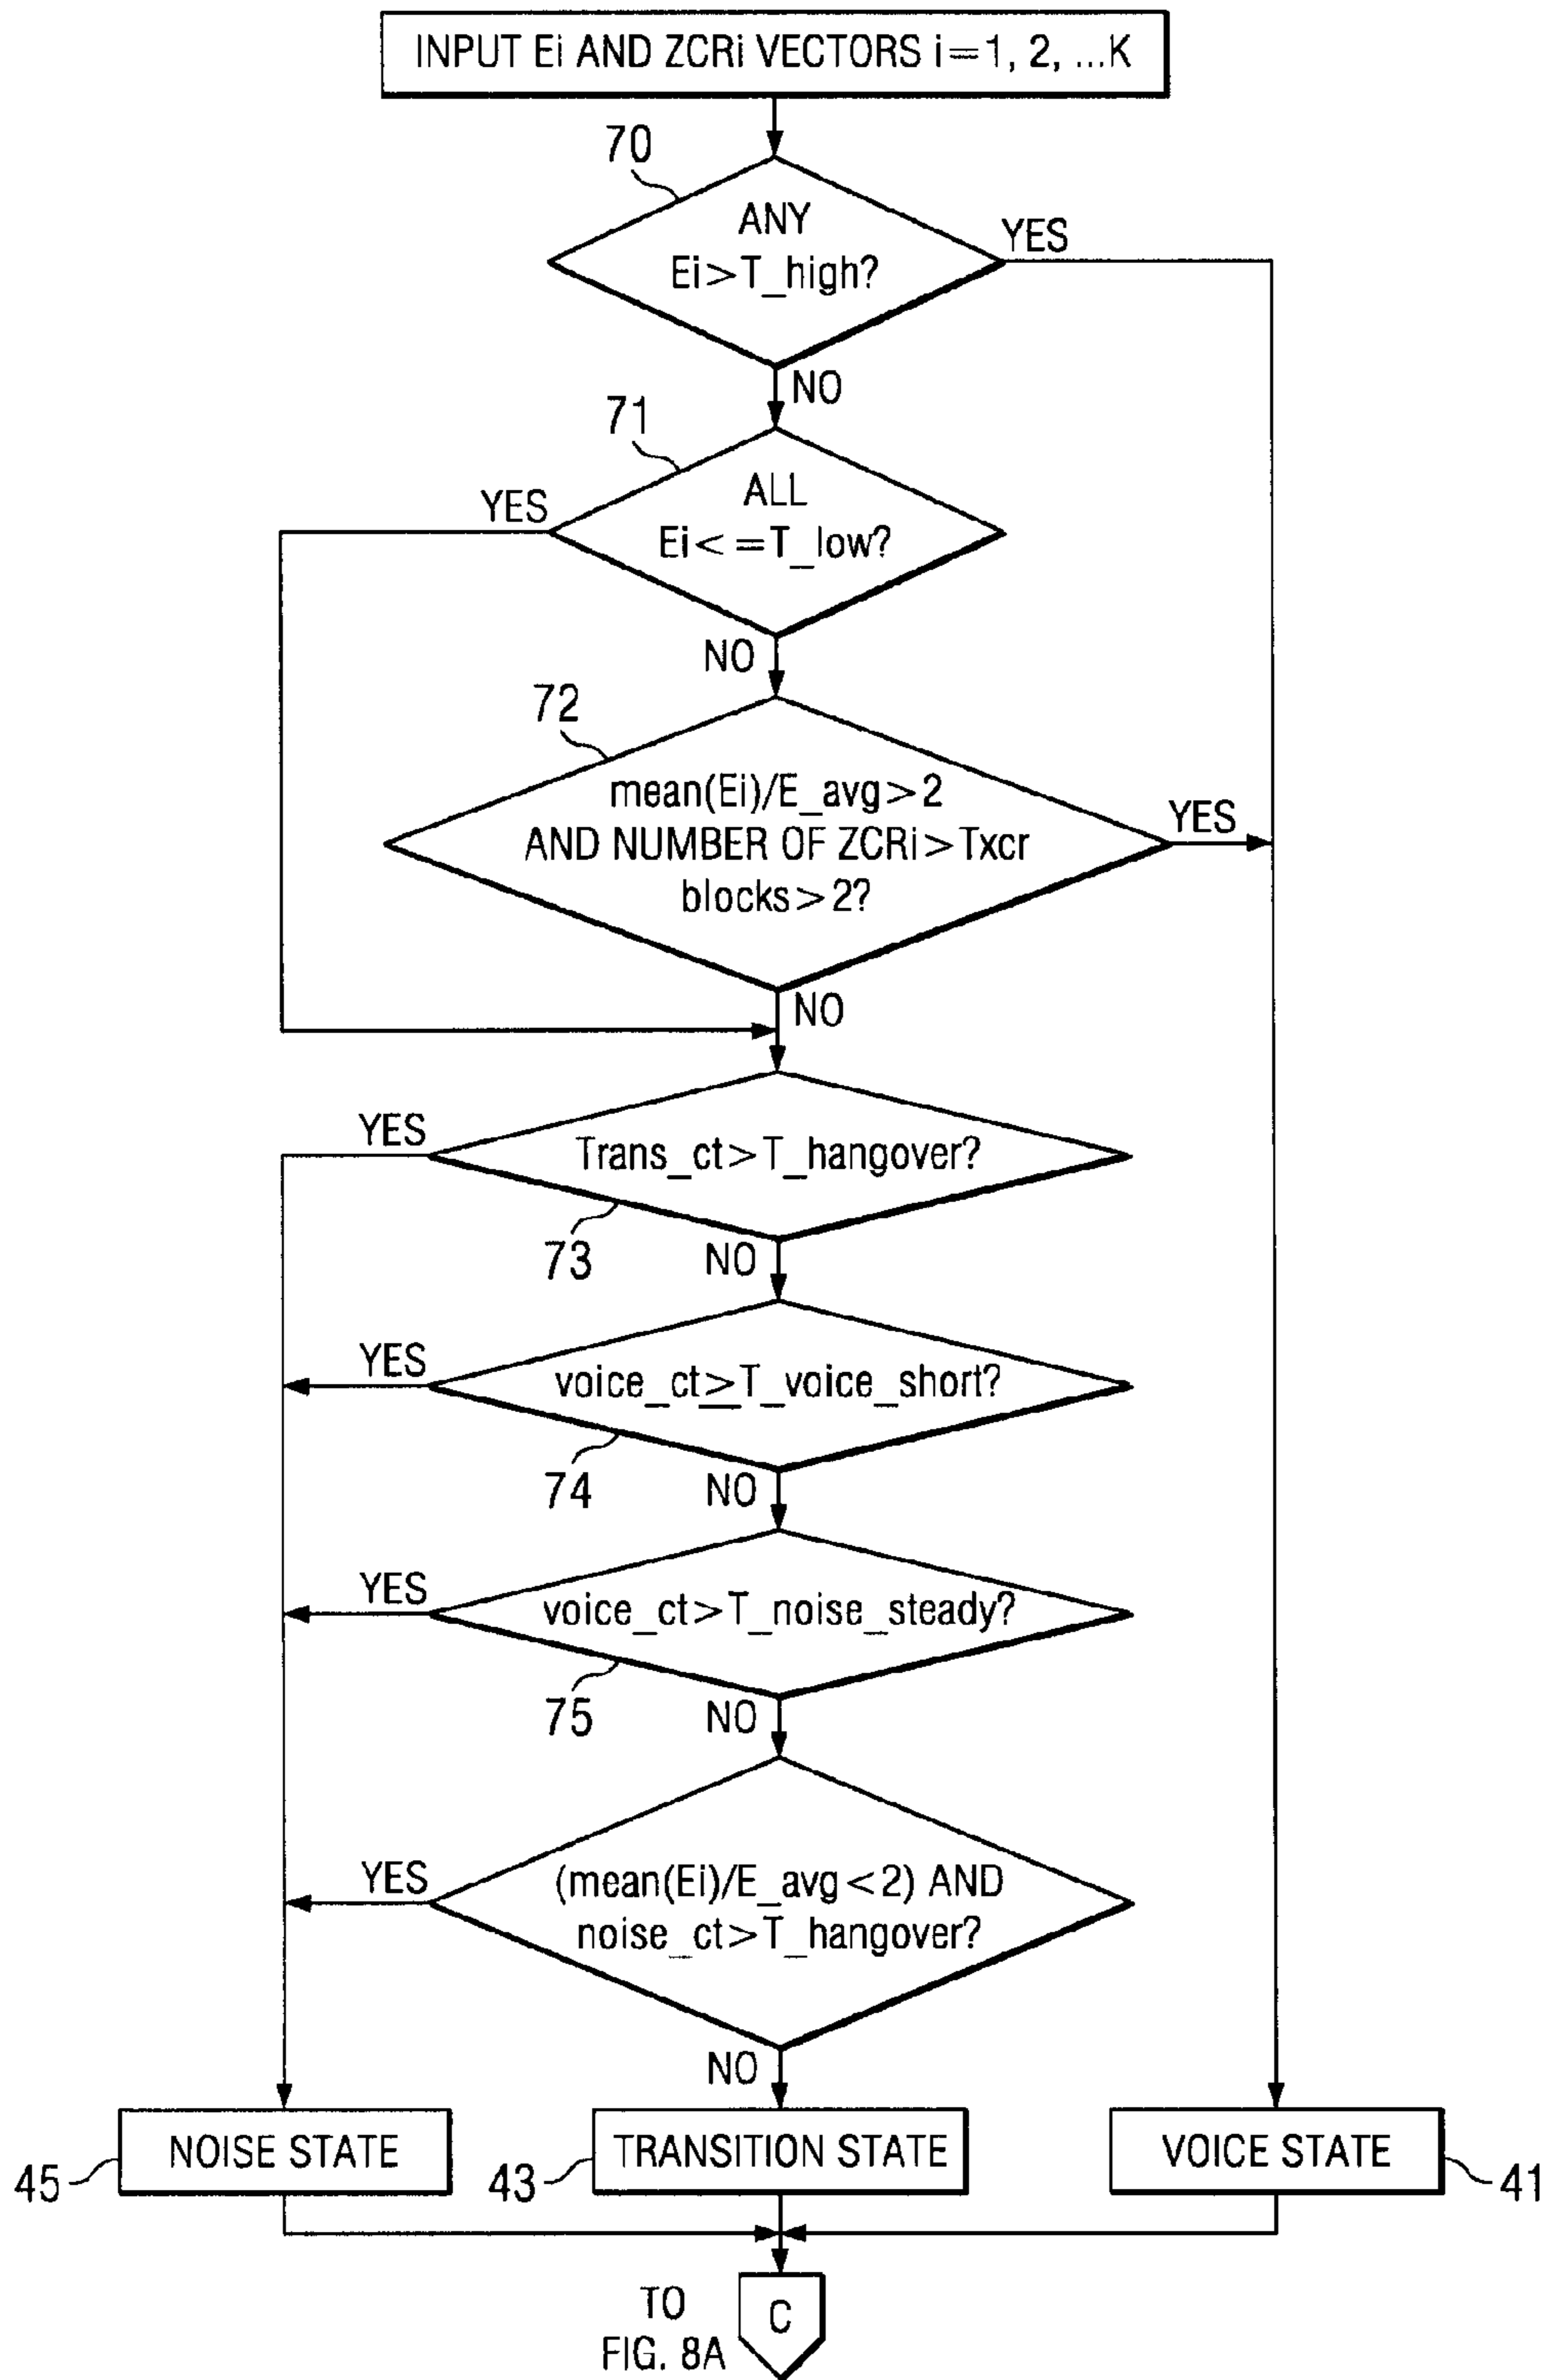 INPUT Ei AND ZCRi VECTORS i=1, 2, ...K
70
ANY
Ei>T_high?
YES
NO
71
ALL
Ei<=T_low?
YES
NO
72
mean(Ei)/E_avg>2
AND NUMBER OF ZCRi>Txcr
blocks>2?
YES
NO
YES
Trans_ct>T_hangover?
73
NO
YES
voice_ct≥T_voice_short?
74
NO
YES
voice_ct>T_noise_steady?
75
NO
YES
(mean(Ei)/E_avg<2) AND
noise_ct>T_hangover?
NO
NOISE STATE
45
TRANSITION STATE
43
VOICE STATE
41
TO
FIG. 8A
C